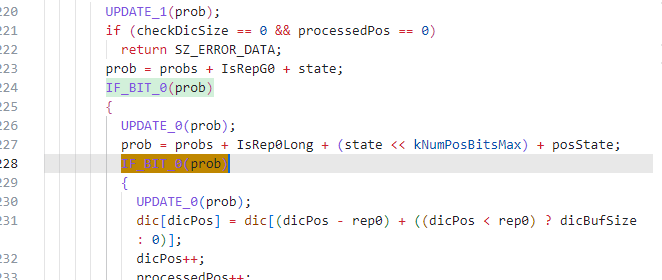 220 UPDATE_1(prob);
221 if (checkDicSize == 0 && processedPos == 0)
222 return SZ_ERROR_DATA;
223 prob = probs + IsRepG0 + state;
224 IF_BIT_0(prob)
225 {
226 UPDATE_0(prob);
227 prob = probs + IsRep0Long + (state << kNumPosBitsMax) + posState;
228 IF_BIT_0(prob)
229 {
230 UPDATE_0(prob);
231 dic[dicPos] = dic[(dicPos - rep0) + ((dicPos < rep0) ? dicBufSize
: 0)];
232 dicPos++;
233 processedPos++;